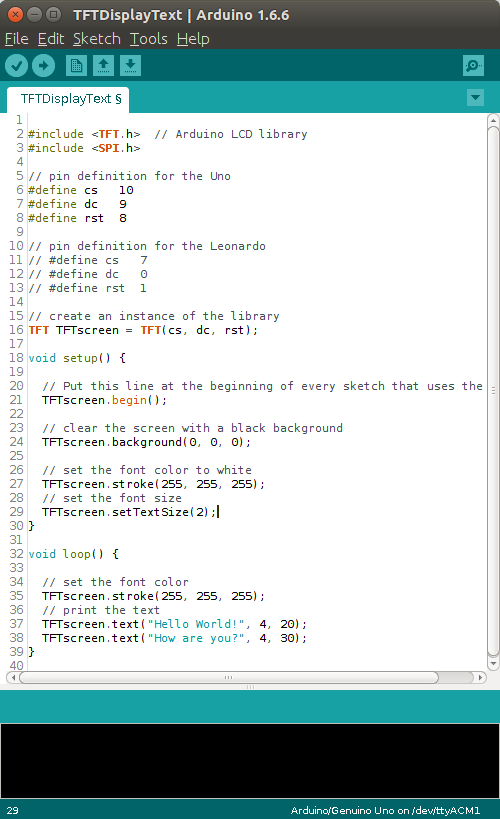 TFTDisplayText | Arduino 1.6.6
File Edit Sketch Tools Help
TFTDisplayText §
1
2 #include <TFT.h>  // Arduino LCD library
3 #include <SPI.h>
4
5 // pin definition for the Uno
6 #define cs   10
7 #define dc   9
8 #define rst  8
9
10 // pin definition for the Leonardo
11 // #define cs   7
12 // #define dc   0
13 // #define rst  1
14
15 // create an instance of the library
16 TFT TFTscreen = TFT(cs, dc, rst);
17
18 void setup() {
19
20   // Put this line at the beginning of every sketch that uses the
21   TFTscreen.begin();
22
23   // clear the screen with a black background
24   TFTscreen.background(0, 0, 0);
25
26   // set the font color to white
27   TFTscreen.stroke(255, 255, 255);
28   // set the font size
29   TFTscreen.setTextSize(2);
30 }
31
32 void loop() {
33
34   // set the font color
35   TFTscreen.stroke(255, 255, 255);
36   // print the text
37   TFTscreen.text("Hello World!", 4, 20);
38   TFTscreen.text("How are you?", 4, 30);
39 }
40
29 Arduino/Genuino Uno on /dev/ttyACM1